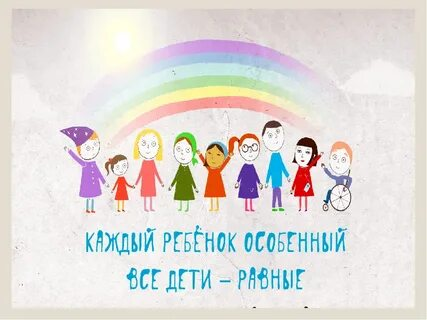 КАЖДЫЙ РЕБЁНОК ОСОБЕННЫЙ
ВСЕ ДЕТИ – РАВНЫЕ